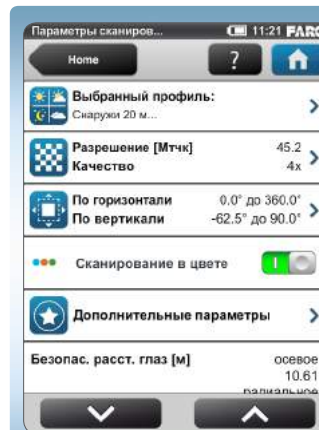 Параметры сканиров... 11:21 FARO
Home ?
Выбранный профиль:
Снаружи 20 м...
Разрешение [Мтчк] 45.2
Качество 4x
По горизонтали 0.0° до 360.0°
По вертикали -62.5° до 90.0°
Сканирование в цвете
Дополнительные параметры
Безопас. расст. глаз [м] осевое
10.61
радиальное